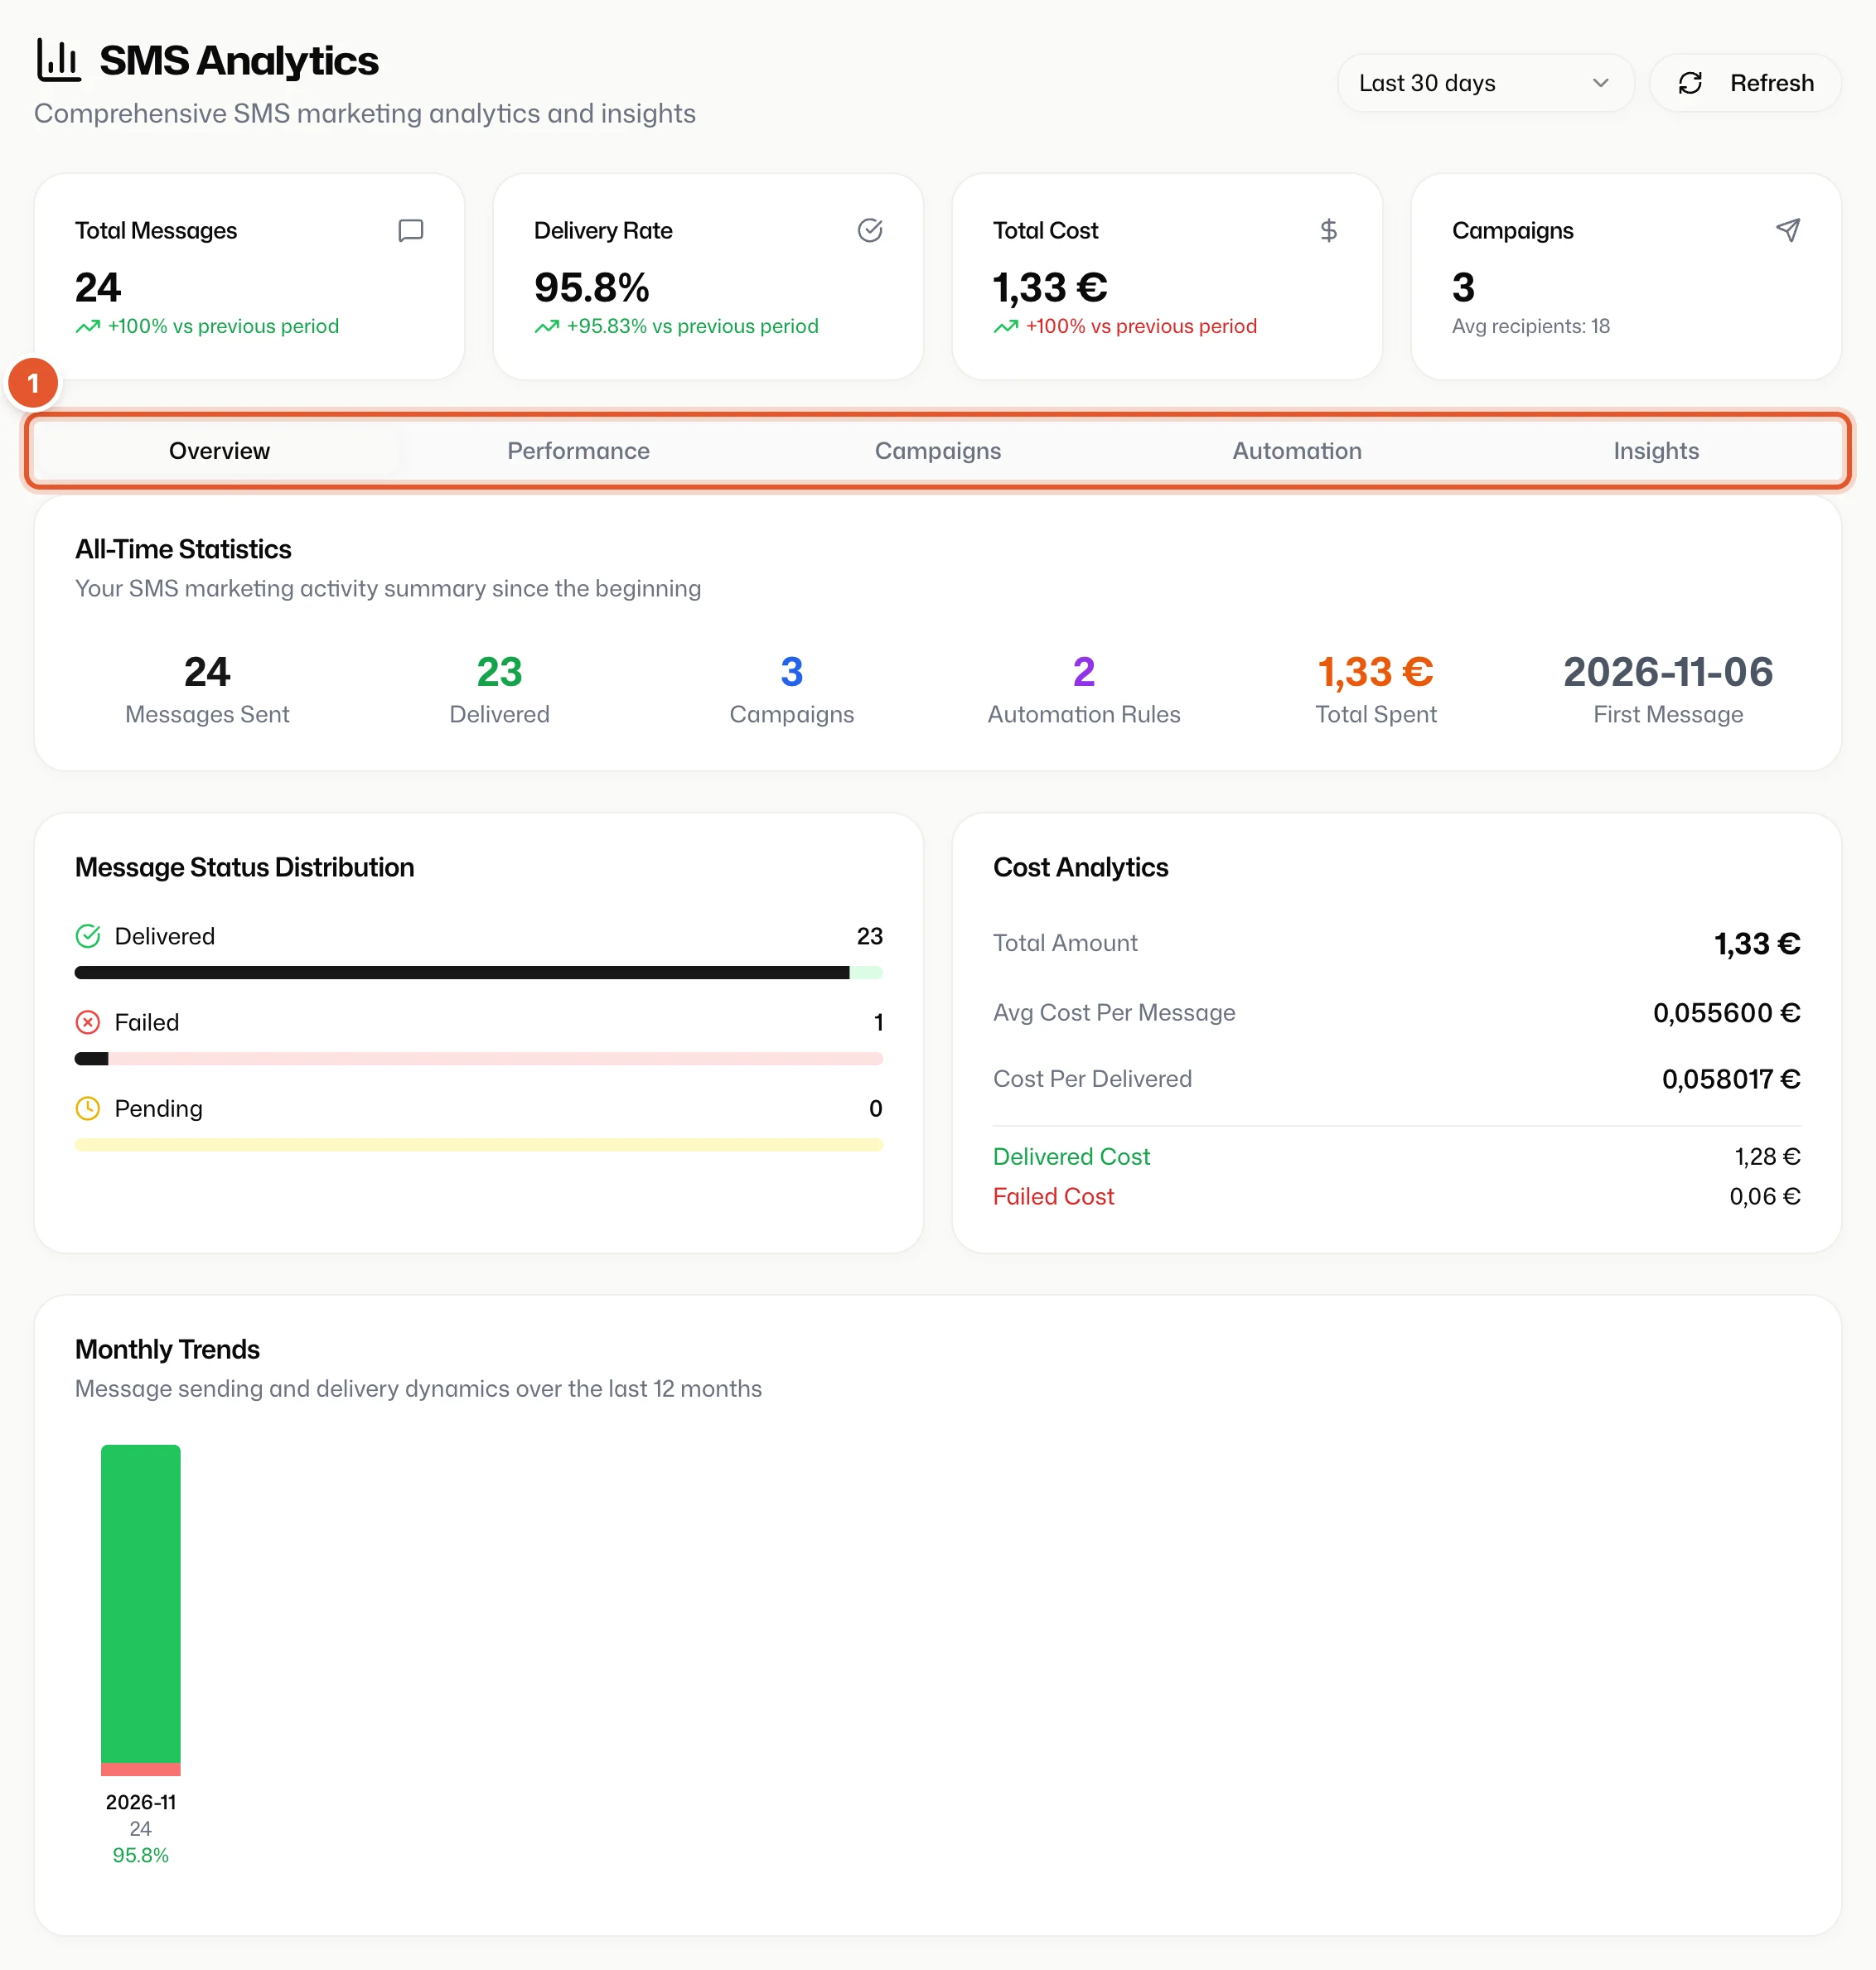 SMS Analytics
Comprehensive SMS marketing analytics and insights
Last 30 days
Refresh
Total Messages
24
+100% vs previous period
Delivery Rate
95.8%
+95.83% vs previous period
Total Cost
1,33 €
+100% vs previous period
Campaigns
3
Avg recipients: 18
1
Overview
Performance
Campaigns
Automation
Insights
All-Time Statistics
Your SMS marketing activity summary since the beginning
24
Messages Sent
23
Delivered
3
Campaigns
2
Automation Rules
1,33 €
Total Spent
2026-11-06
First Message
Message Status Distribution
Delivered
23
Failed
1
Pending
0
Cost Analytics
Total Amount
1,33 €
Avg Cost Per Message
0,055600 €
Cost Per Delivered
0,058017 €
Delivered Cost
1,28 €
Failed Cost
0,06 €
Monthly Trends
Message sending and delivery dynamics over the last 12 months
2026-11
24
95.8%